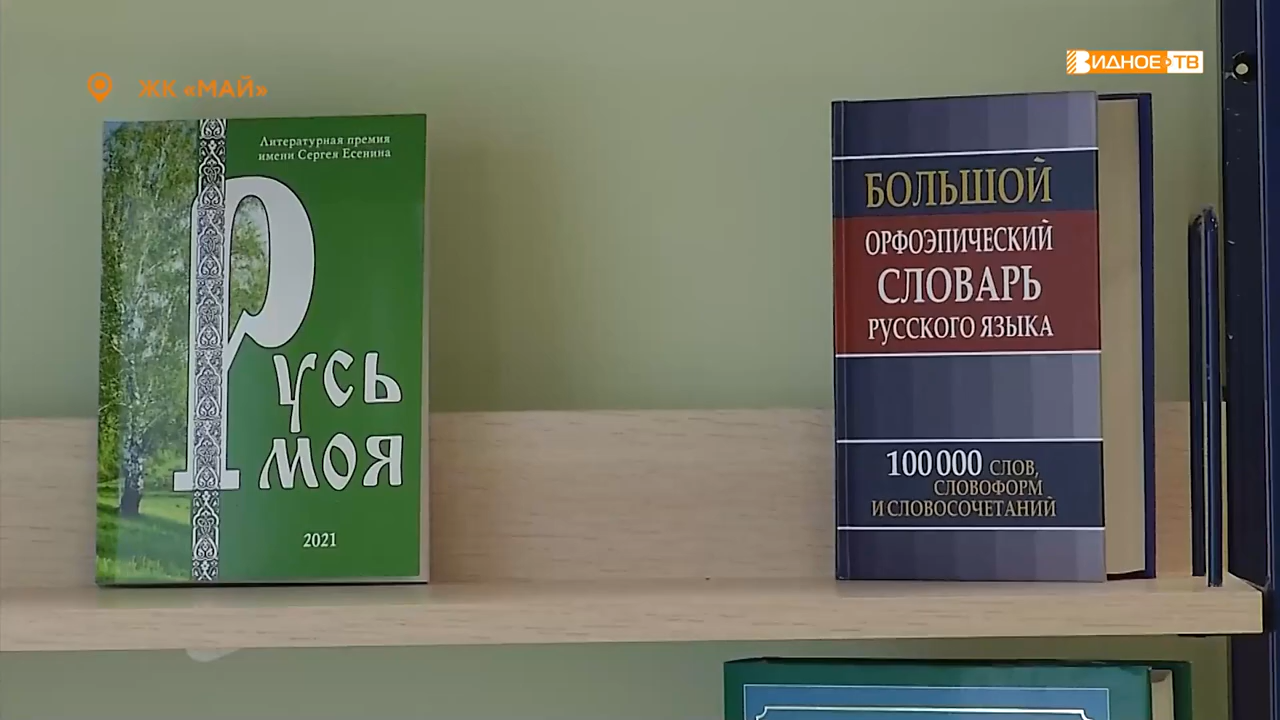 ЖК «МАЙ»
ВИДНОЕ ТВ
Литературная премия
имени Сергея Есенина
Русь
моя
2021
БОЛЬШОЙ
ОРФОЭПИЧЕСКИЙ
СЛОВАРЬ
РУССКОГО ЯЗЫКА
100 000 СЛОВ,
СЛОВОФОРМ
И СЛОВОСОЧЕТАНИЙ